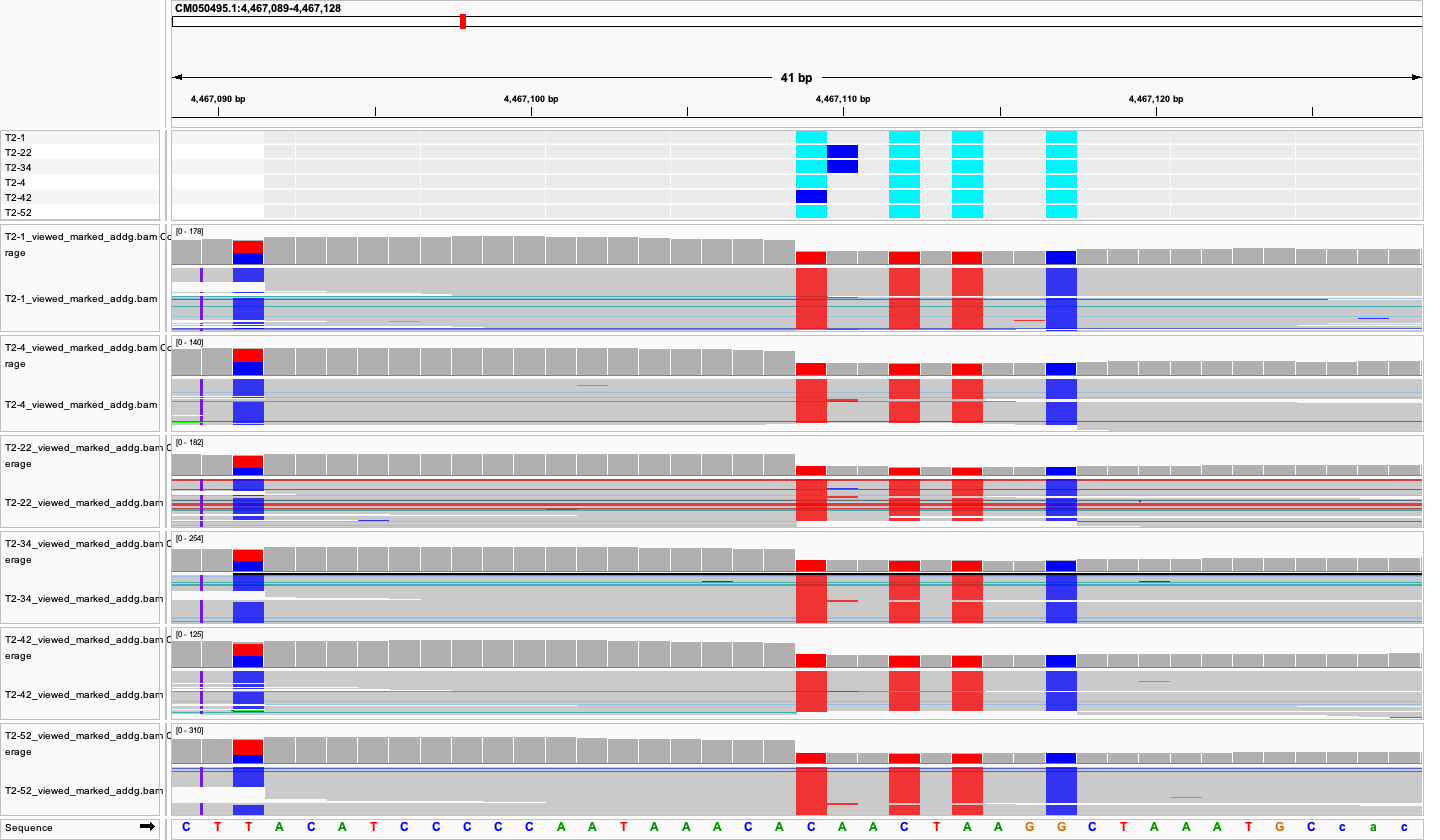 CM050495.1:4,467,089-4,467,128
41 bp
4,467,090 bp 4,467,100 bp 4,467,110 bp 4,467,120 bp
T2-1
T2-22
T2-34
T2-4
T2-42
T2-52
T2-1_viewed_marked_addg.bam Co
rage
[0 - 178]
T2-1_viewed_marked_addg.bam
T2-4_viewed_marked_addg.bam Co
rage
[0 - 140]
T2-4_viewed_marked_addg.bam
T2-22_viewed_marked_addg.bam C
erage
[0 - 182]
T2-22_viewed_marked_addg.bam
T2-34_viewed_marked_addg.bam C
erage
[0 - 254]
T2-34_viewed_marked_addg.bam
T2-42_viewed_marked_addg.bam C
erage
[0 - 125]
T2-42_viewed_marked_addg.bam
T2-52_viewed_marked_addg.bam C
erage
[0 - 310]
T2-52_viewed_marked_addg.bam
Sequence C T T A C A T C C C C C A A T A A A C A C A A C T A A G G C T A A A T G C c a c